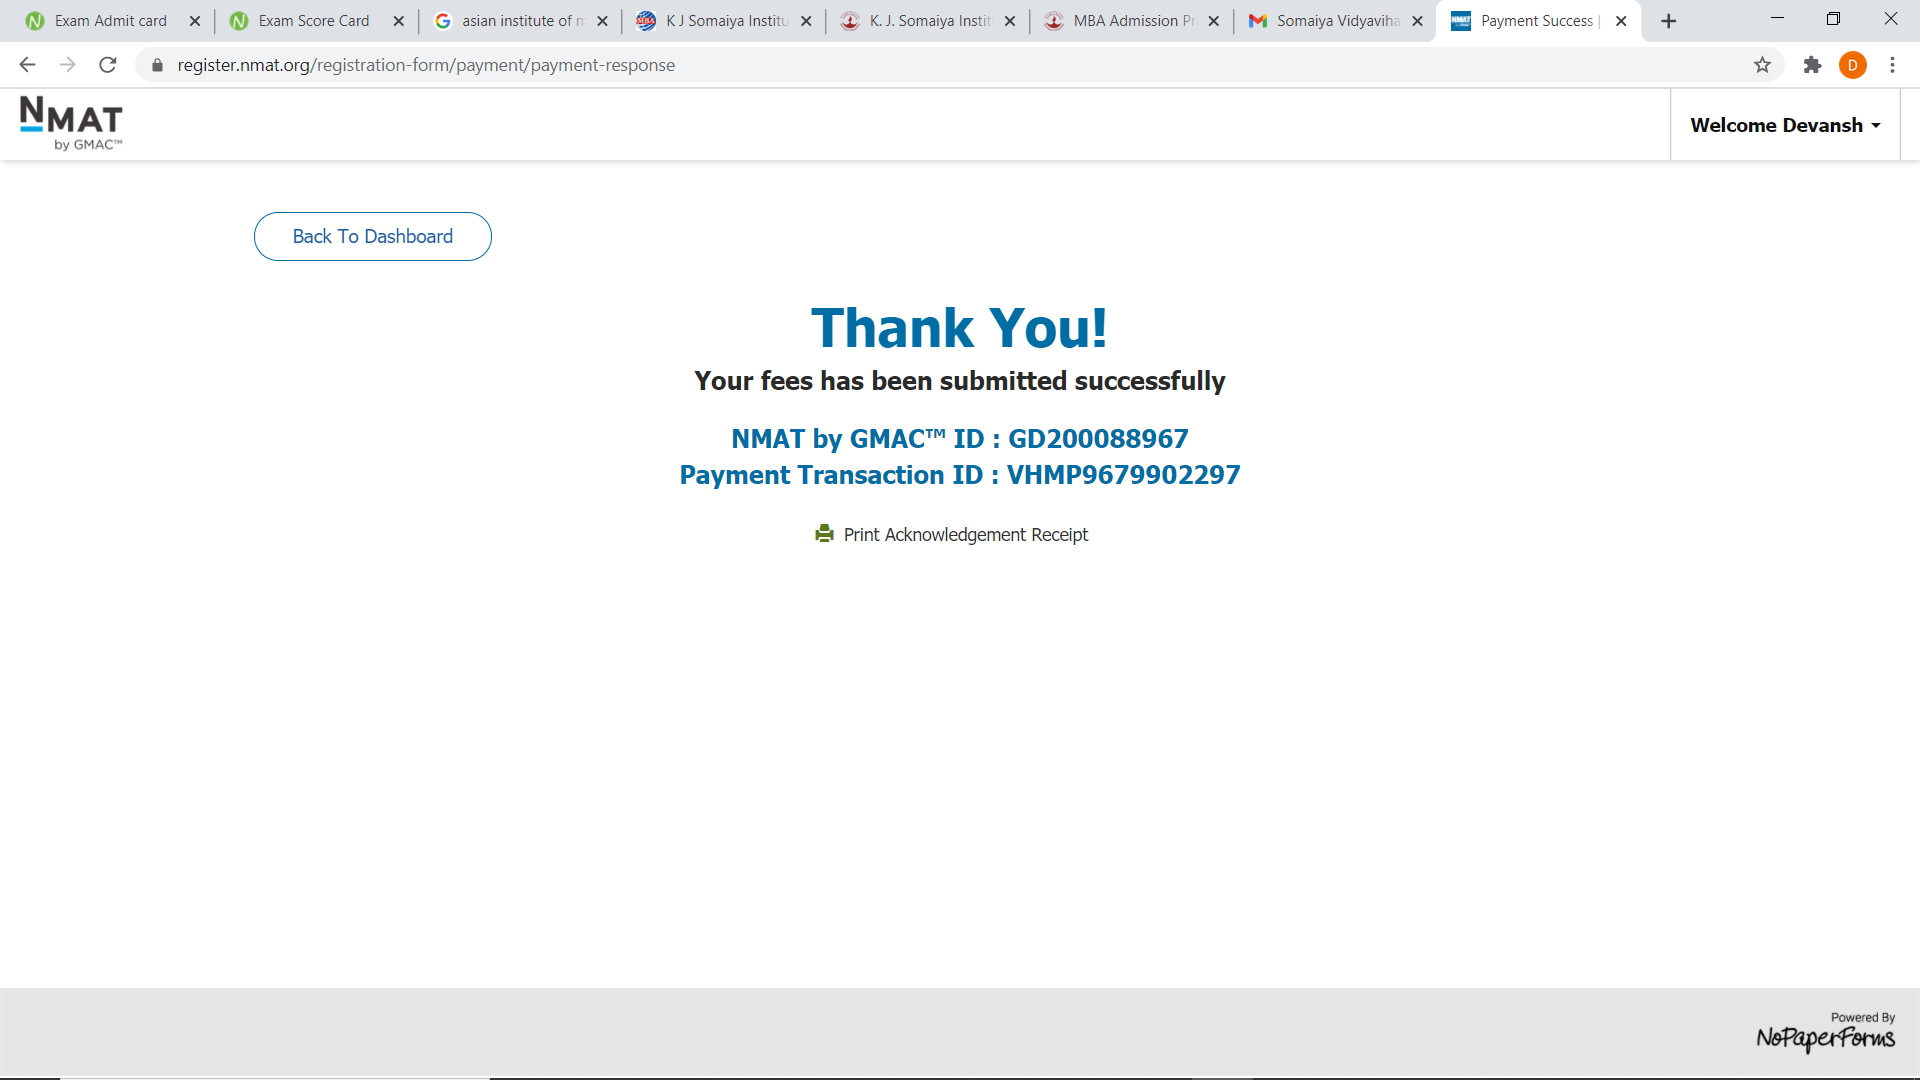 Exam Admit card
Exam Score Card
asian institute of m
K J Somaiya Institu
K. J. Somaiya Instit
MBA Admission Pr
Somaiya Vidyaviha
Payment Success |
register.nmat.org/registration-form/payment/payment-response
D
NMAT
by GMAC™
Welcome Devansh
Back To Dashboard
Thank You!
Your fees has been submitted successfully
NMAT by GMAC™ ID : GD200088967
Payment Transaction ID : VHMP9679902297
Print Acknowledgement Receipt
Powered By
NoPaperForms